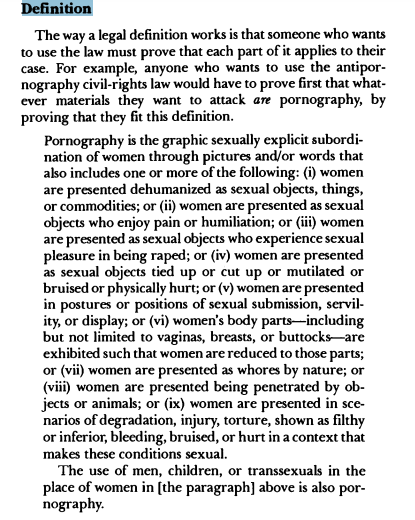 Definition
The way a legal definition works is that someone who wants
to use the law must prove that each part of it applies to their
case. For example, anyone who wants to use the antipor-
nography civil-rights law would have to prove first that what-
ever materials they want to attack are pornography, by
proving that they fit this definition.
Pornography is the graphic sexually explicit subordi-
nation of women through pictures and/or words that
also includes one or more of the following: (i) women
are presented dehumanized as sexual objects, things,
or commodities; or (ii) women are presented as sexual
objects who enjoy pain or humiliation; or (iii) women
are presented as sexual objects who experience sexual
pleasure in being raped; or (iv) women are presented
as sexual objects tied up or cut up or mutilated or
bruised or physically hurt; or (v) women are presented
in postures or positions of sexual submission, servil-
ity, or display; or (vi) women's body parts—including
but not limited to vaginas, breasts, or buttocks—are
exhibited such that women are reduced to those parts;
or (vii) women are presented as whores by nature; or
(viii) women are presented being penetrated by ob-
jects or animals; or (ix) women are presented in sce-
narios of degradation, injury, torture, shown as filthy
or inferior, bleeding, bruised, or hurt in a context that
makes these conditions sexual.
The use of men, children, or transsexuals in the
place of women in [the paragraph] above is also por-
nography.